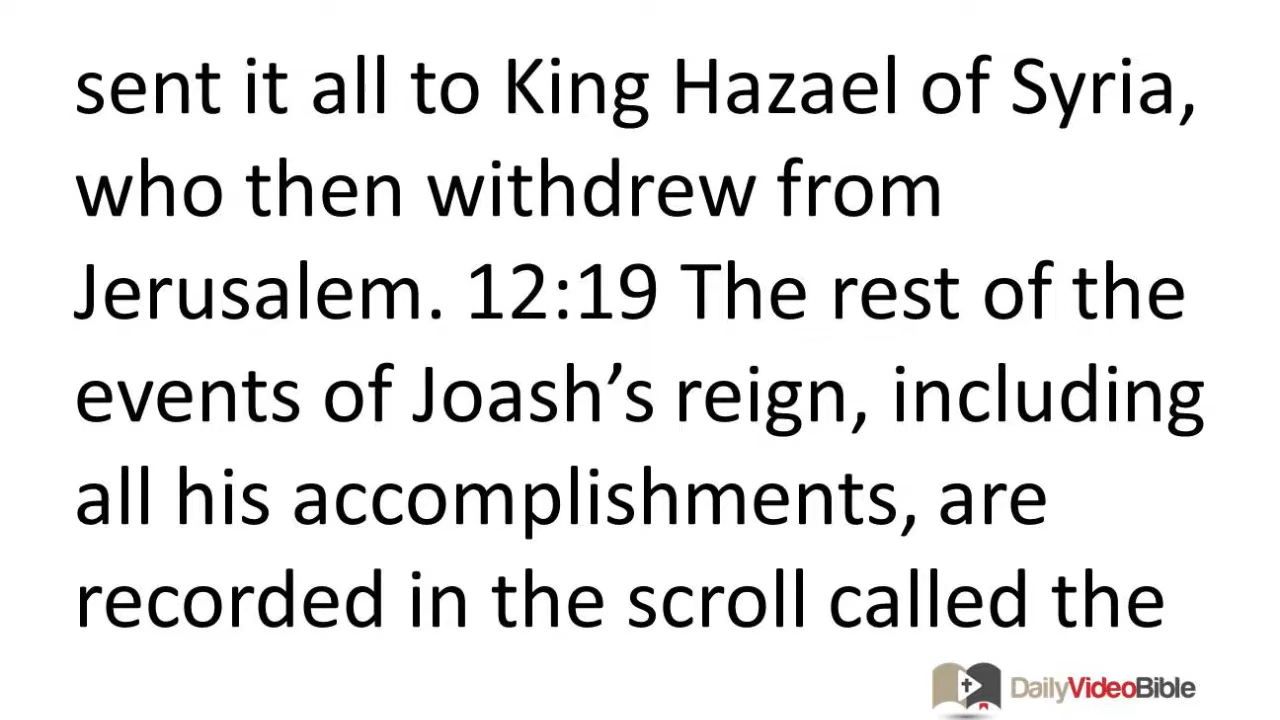 sent it all to King Hazael of Syria,
who then withdrew from
Jerusalem. 12:19 The rest of the
events of Joash’s reign, including
all his accomplishments, are
recorded in the scroll called the
DailyVideoBible